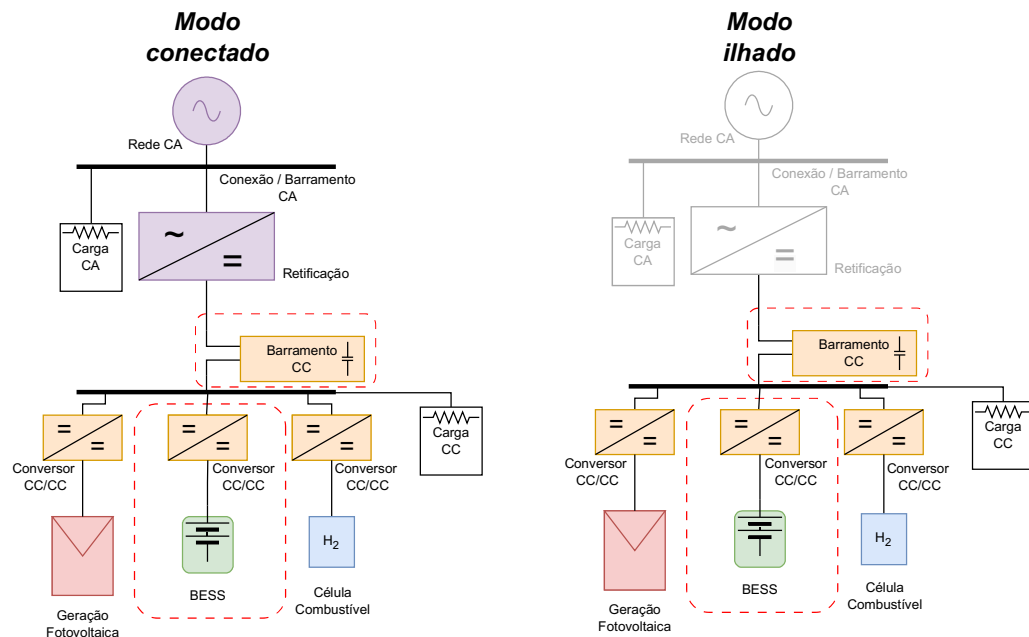 Modo
conectado
Rede CA
Conexão / Barramento
CA
Carga
CA
~
=
Retificação
Barramento
CC
=
=
=
=
=
=
Carga
CC
Conversor
CC/CC
Conversor
CC/CC
Conversor
CC/CC
H2
Geração
Fotovoltaica
BESS
Célula
Combustível
Modo
ilhado
Rede CA
Conexão / Barramento
CA
Carga
CA
~
=
Retificação
Barramento
CC
=
=
=
=
=
=
Carga
CC
Conversor
CC/CC
Conversor
CC/CC
Conversor
CC/CC
H2
Geração
Fotovoltaica
BESS
Célula
Combustível